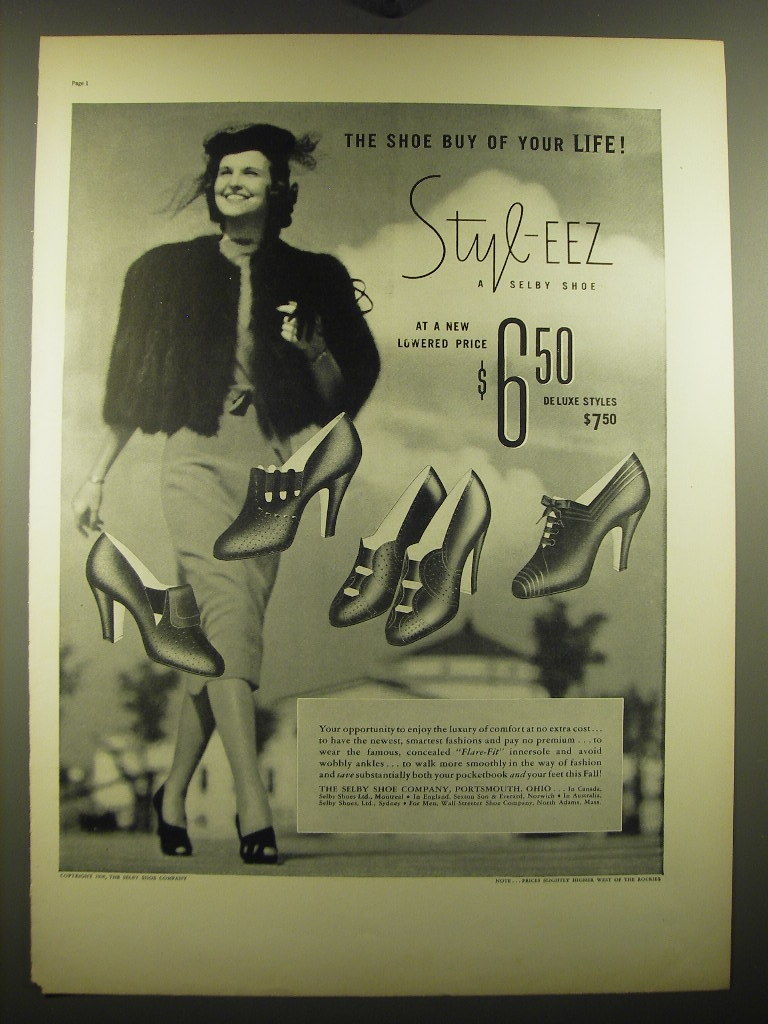 Page 1
THE SHOE BUY OF YOUR LIFE!
Styl-EEZ
A SELBY SHOE
AT A NEW
LOWERED PRICE
$6.50
DE LUXE STYLES
$7.50
Your opportunity to enjoy the luxury of comfort at no extra cost...
to have the newest, smartest fashions and pay no premium . . . to
wear the famous, concealed "Flare-Fit" innersole and avoid
wobbly ankles . . . to walk more smoothly in the way of fashion
and save substantially both your pocketbook and your feet this Fall!
THE SELBY SHOE COMPANY, PORTSMOUTH, OHIO . . . In Canada,
Selby Shoes Ltd., Montreal • In England, Sexton Son & Everard, Norwich • In Australia,
Selby Shoes, Ltd., Sydney • For Men, Wall Streeter Shoe Company, North Adams, Mass.
COPYRIGHT THE SELBY SHOE COMPANY
NOTE . . . PRICES SLIGHTLY HIGHER WEST OF THE ROCKIES